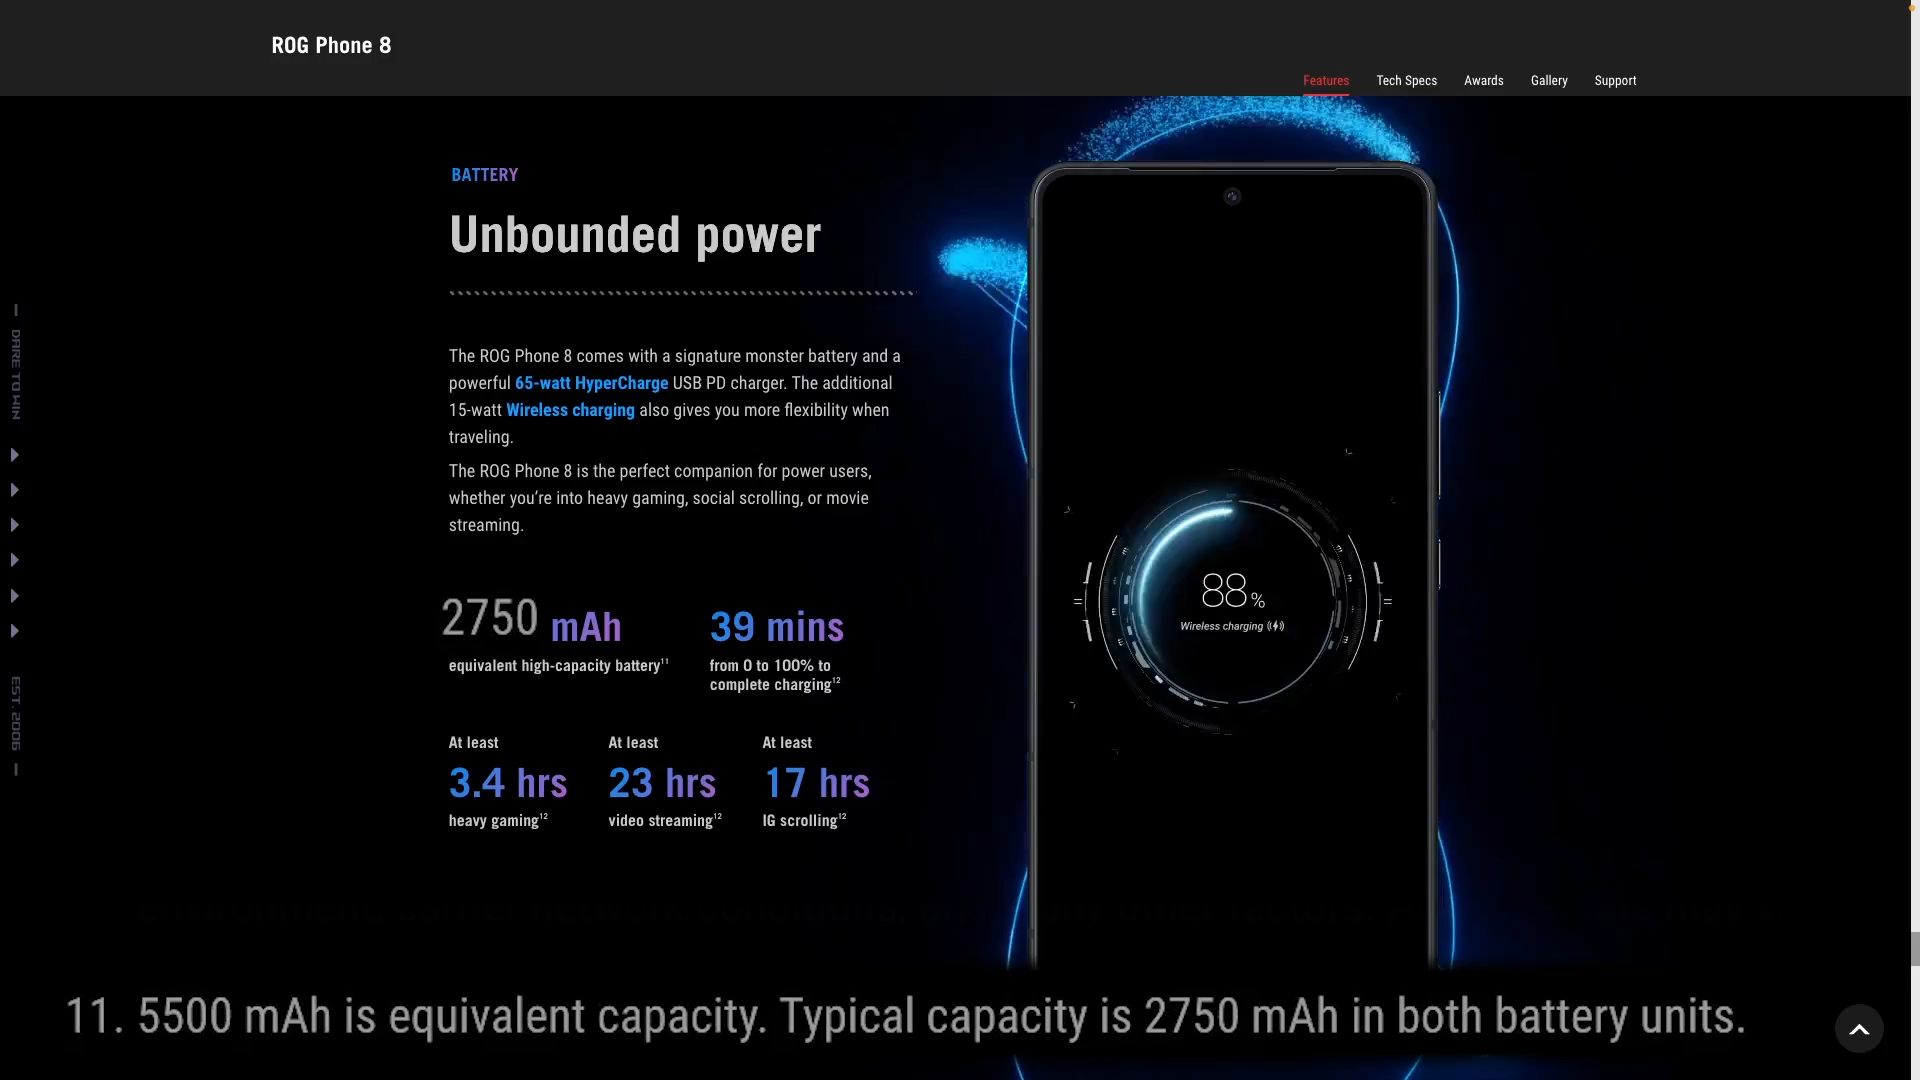 ROG Phone 8
Features Tech Specs Awards Gallery Support
BATTERY
Unbounded power
The ROG Phone 8 comes with a signature monster battery and a
powerful 65-watt HyperCharge USB PD charger. The additional
15-watt Wireless charging also gives you more flexibility when
traveling.
The ROG Phone 8 is the perfect companion for power users,
whether you’re into heavy gaming, social scrolling, or movie
streaming.
2750 mAh
equivalent high-capacity battery11
39 mins
from 0 to 100% to
complete charging12
At least
3.4 hrs
heavy gaming12
At least
23 hrs
video streaming12
At least
17 hrs
IG scrolling12
88%
Wireless charging
DARE TO WIN
EST. 2006
11. 5500 mAh is equivalent capacity. Typical capacity is 2750 mAh in both battery units.